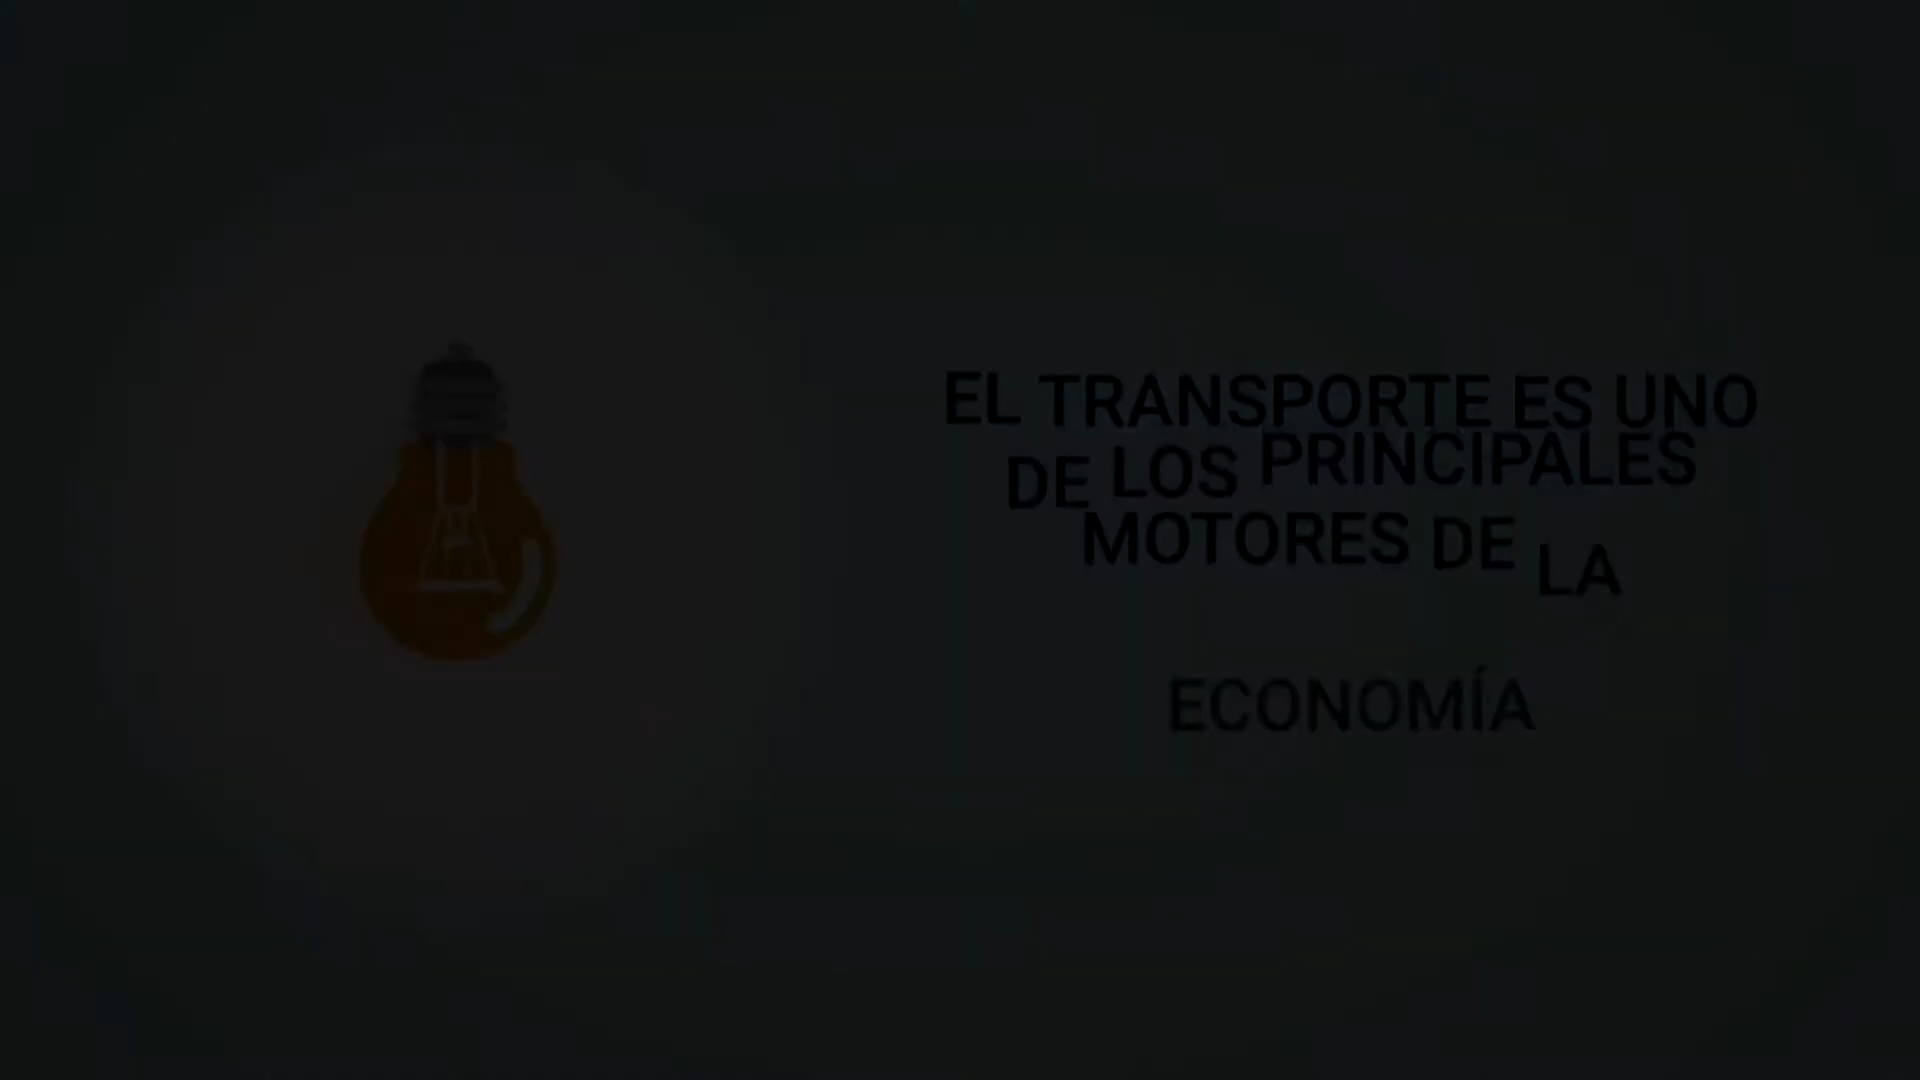 EL TRANSPORTE ES UNO
DE LOS PRINCIPALES
MOTORES DE LA
ECONOMÍA